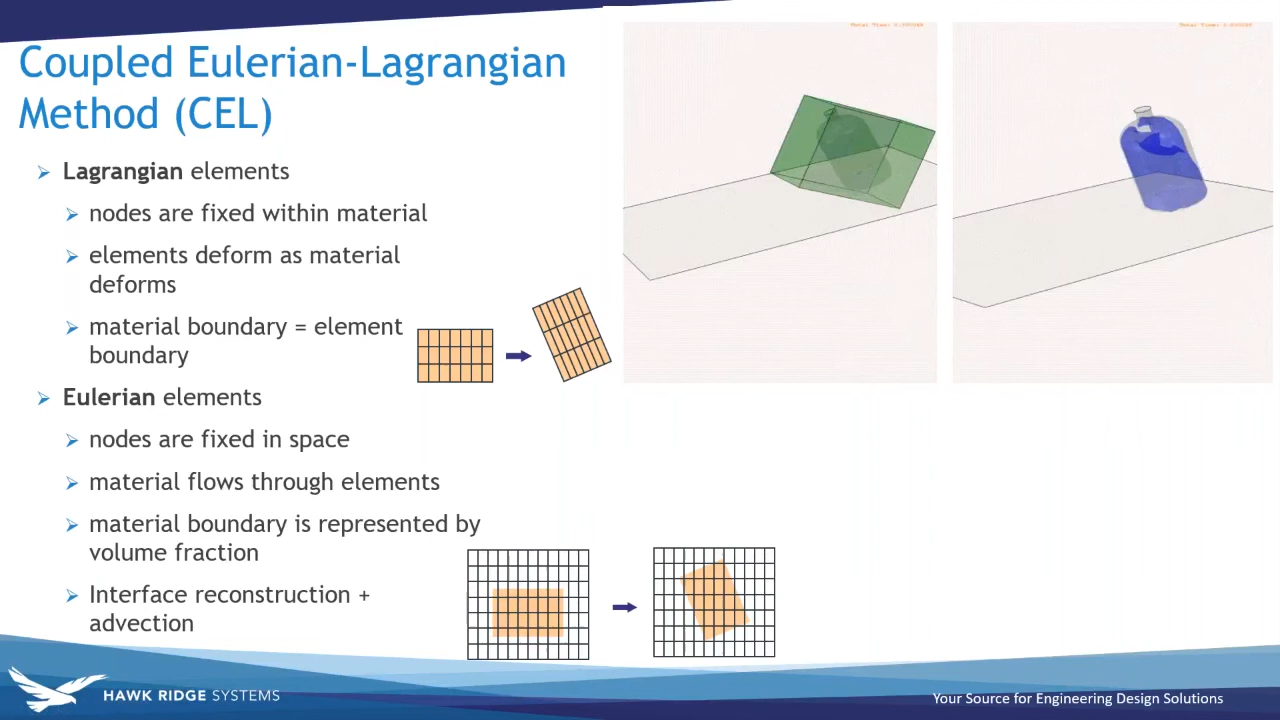 Coupled Eulerian-Lagrangian
Method (CEL)
Lagrangian elements
nodes are fixed within material
elements deform as material
deforms
material boundary = element
boundary
Eulerian elements
nodes are fixed in space
material flows through elements
material boundary is represented by
volume fraction
Interface reconstruction +
advection
HAWK RIDGE SYSTEMS
Your Source for Engineering Design Solutions